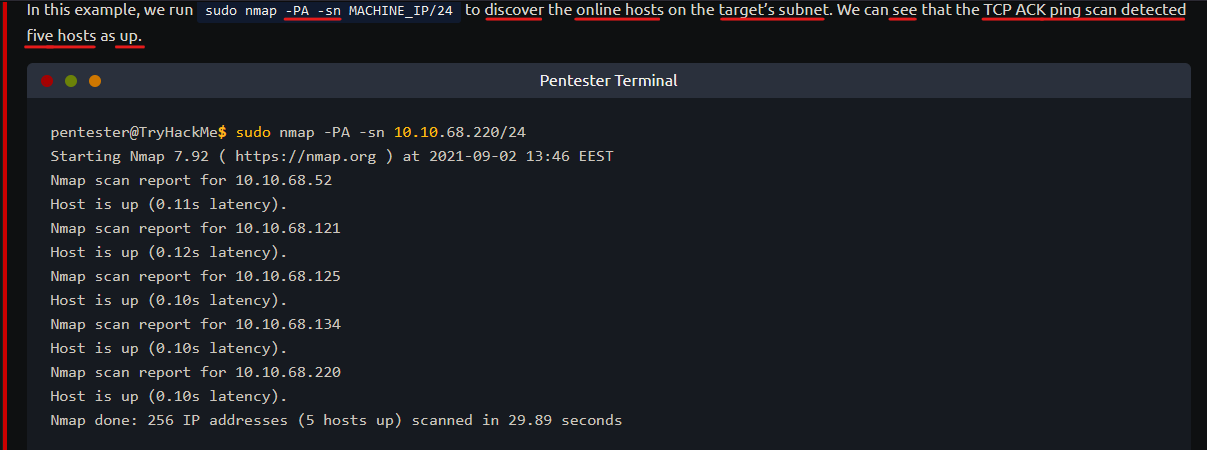 In this example, we run sudo nmap -PA -sn MACHINE_IP/24 to discover the online hosts on the target’s subnet. We can see that the TCP ACK ping scan detected
five hosts as up.
Pentester Terminal
pentester@TryHackMe$ sudo nmap -PA -sn 10.10.68.220/24
Starting Nmap 7.92 ( https://nmap.org ) at 2021-09-02 13:46 EEST
Nmap scan report for 10.10.68.52
Host is up (0.11s latency).
Nmap scan report for 10.10.68.121
Host is up (0.12s latency).
Nmap scan report for 10.10.68.125
Host is up (0.10s latency).
Nmap scan report for 10.10.68.134
Host is up (0.10s latency).
Nmap scan report for 10.10.68.220
Host is up (0.10s latency).
Nmap done: 256 IP addresses (5 hosts up) scanned in 29.89 seconds